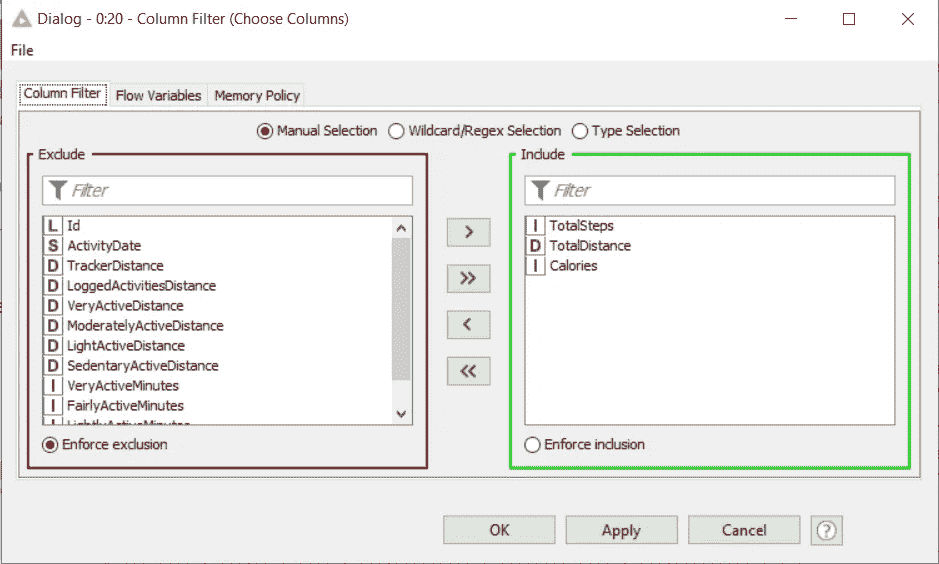 Dialog - 0:20 - Column Filter (Choose Columns)
File
Column Filter Flow Variables Memory Policy
Manual Selection Wildcard/Regex Selection Type Selection
Exclude
Filter
L Id
S ActivityDate
D TrackerDistance
D LoggedActivitiesDistance
D VeryActiveDistance
D ModeratelyActiveDistance
D LightActiveDistance
D SedentaryActiveDistance
I VeryActiveMinutes
I FairlyActiveMinutes
I LightlyActiveMinutes
Enforce exclusion
>
>>
<
<<
Include
Filter
I TotalSteps
D TotalDistance
I Calories
Enforce inclusion
OK Apply Cancel ?